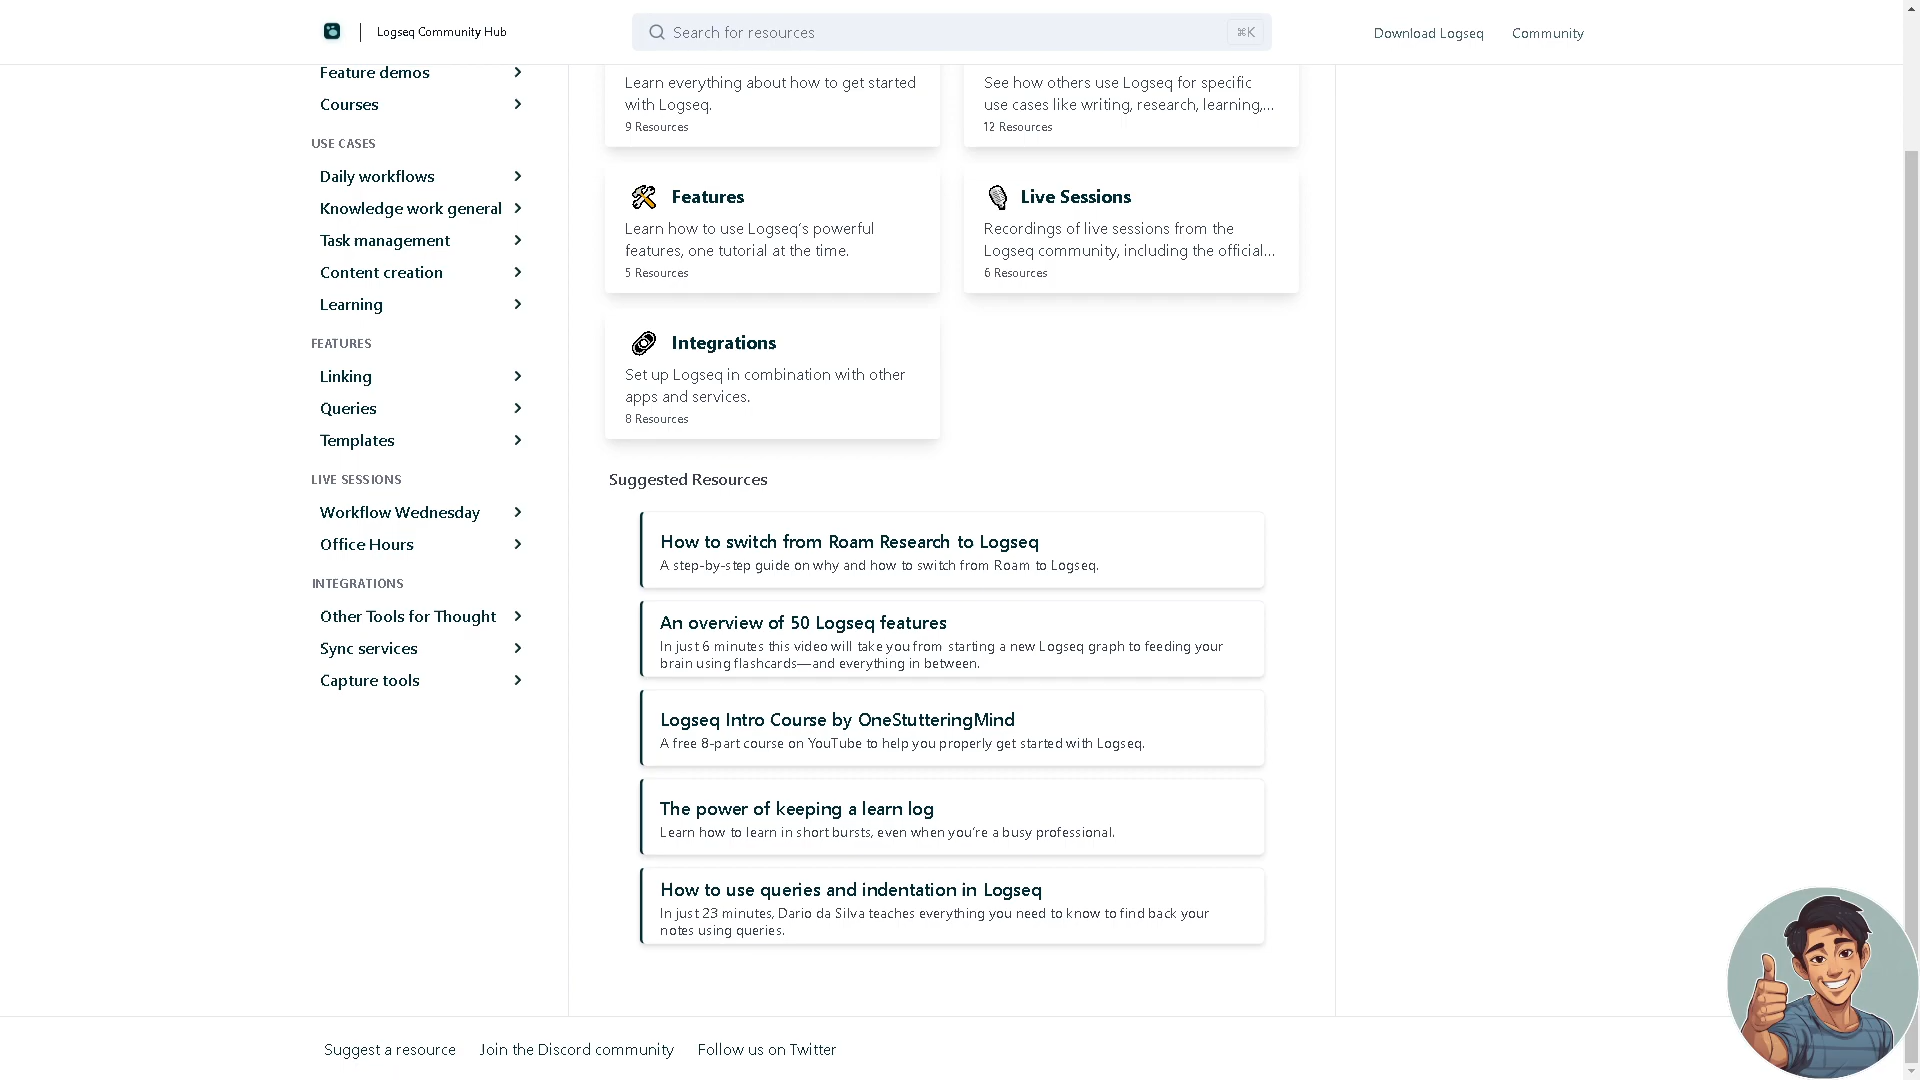 Logseq Community Hub
Search for resources
⌘K
Download Logseq
Community
Feature demos
Courses
USE CASES
Daily workflows
Knowledge work general
Task management
Content creation
Learning
FEATURES
Linking
Queries
Templates
LIVE SESSIONS
Workflow Wednesday
Office Hours
INTEGRATIONS
Other Tools for Thought
Sync services
Capture tools
Learn everything about how to get started
with Logseq.
9 Resources
See how others use Logseq for specific
use cases like writing, research, learning,...
12 Resources
Features
Learn how to use Logseq's powerful
features, one tutorial at the time.
5 Resources
Live Sessions
Recordings of live sessions from the
Logseq community, including the official...
6 Resources
Integrations
Set up Logseq in combination with other
apps and services.
8 Resources
Suggested Resources
How to switch from Roam Research to Logseq
A step-by-step guide on why and how to switch from Roam to Logseq.
An overview of 50 Logseq features
In just 6 minutes this video will take you from starting a new Logseq graph to feeding your
brain using flashcards—and everything in between.
Logseq Intro Course by OneStutteringMind
A free 8-part course on YouTube to help you properly get started with Logseq.
The power of keeping a learn log
Learn how to learn in short bursts, even when you're a busy professional.
How to use queries and indentation in Logseq
In just 23 minutes, Dario da Silva teaches everything you need to know to find back your
notes using queries.
Suggest a resource
Join the Discord community
Follow us on Twitter